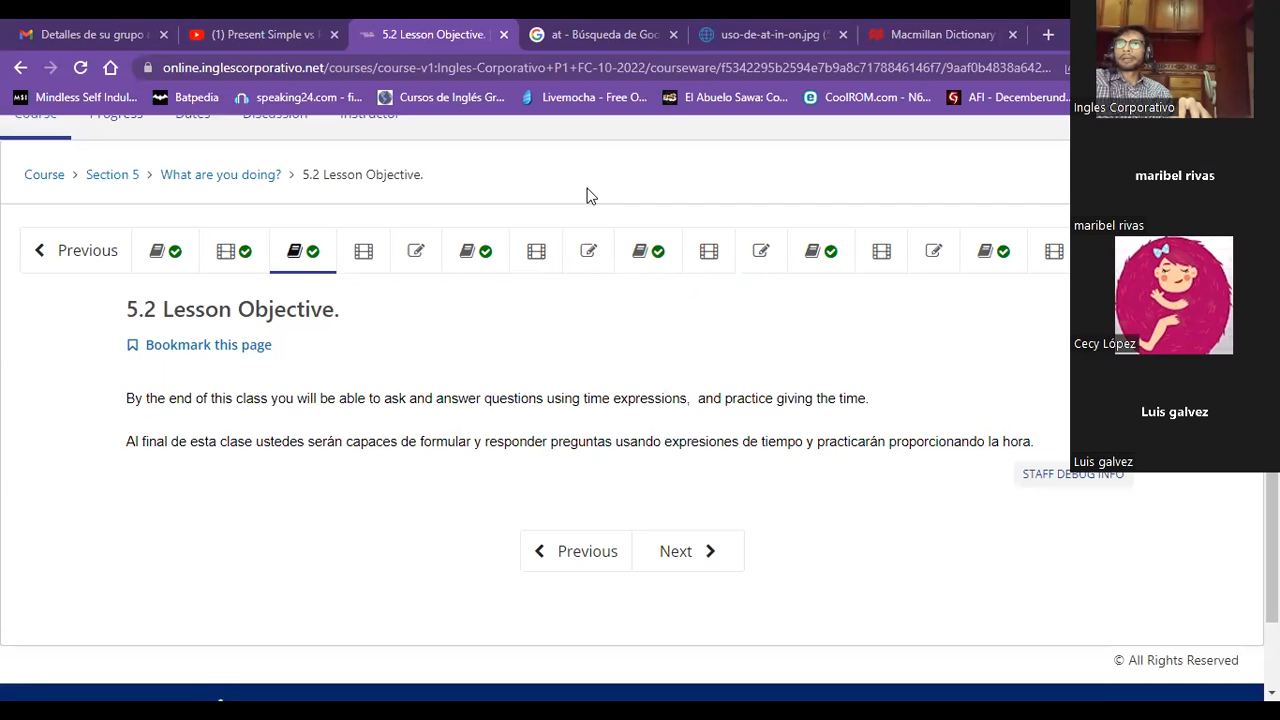 Detalles de su grupo
(1) Present Simple vs
5.2 Lesson Objective.
at - Búsqueda de Goo
uso-de-at-in-on.jpg (
Macmillan Dictionary
online.inglescorporativo.net/courses/course-v1:Ingles-Corporativo+P1+FC-10-2022/courseware/f5342295b2594e7b9a8c7178846146f7/9aaf0b4838a642...
Mindless Self Indul...
Batpedia
speaking24.com - fi...
Cursos de Inglés Gr...
Livemocha - Free O...
El Abuelo Sawa: Co...
CoolROM.com - N6...
AFI - Decemberund...
Course Progress Dates Discussion Instructor
Course > Section 5 > What are you doing? > 5.2 Lesson Objective.
Previous
5.2 Lesson Objective.
Bookmark this page
By the end of this class you will be able to ask and answer questions using time expressions, and practice giving the time.
Al final de esta clase ustedes serán capaces de formular y responder preguntas usando expresiones de tiempo y practicarán proporcionando la hora.
STAFF DEBUG INFO
Previous
Next
© All Rights Reserved
Ingles Corporativo
maribel rivas
maribel rivas
Cecy López
Luis galvez
Luis galvez